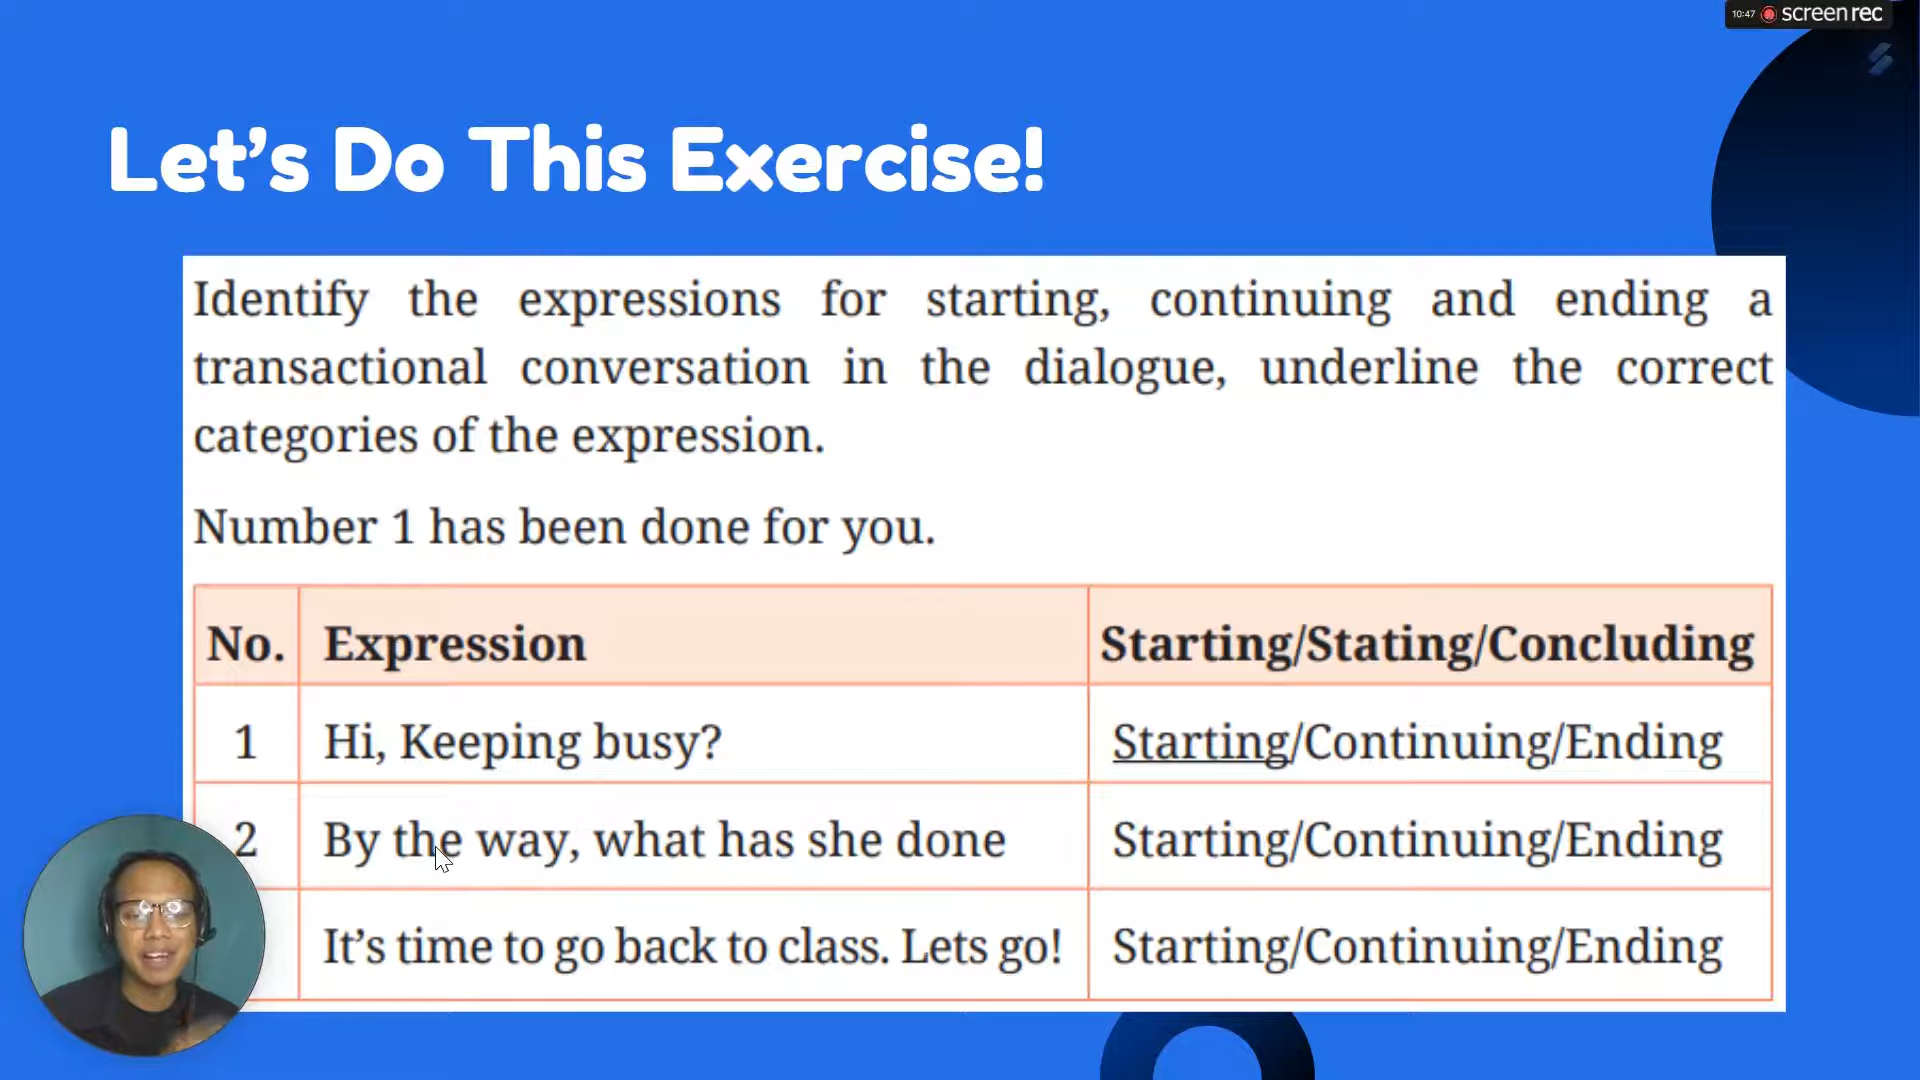 10:47 screenrec
Let's Do This Exercise!
Identify the expressions for starting, continuing and ending a
transactional conversation in the dialogue, underline the correct
categories of the expression.
Number 1 has been done for you.
No. Expression Starting/Stating/Concluding
1 Hi, Keeping busy? Starting/Continuing/Ending
2 By the way, what has she done Starting/Continuing/Ending
It's time to go back to class. Lets go! Starting/Continuing/Ending